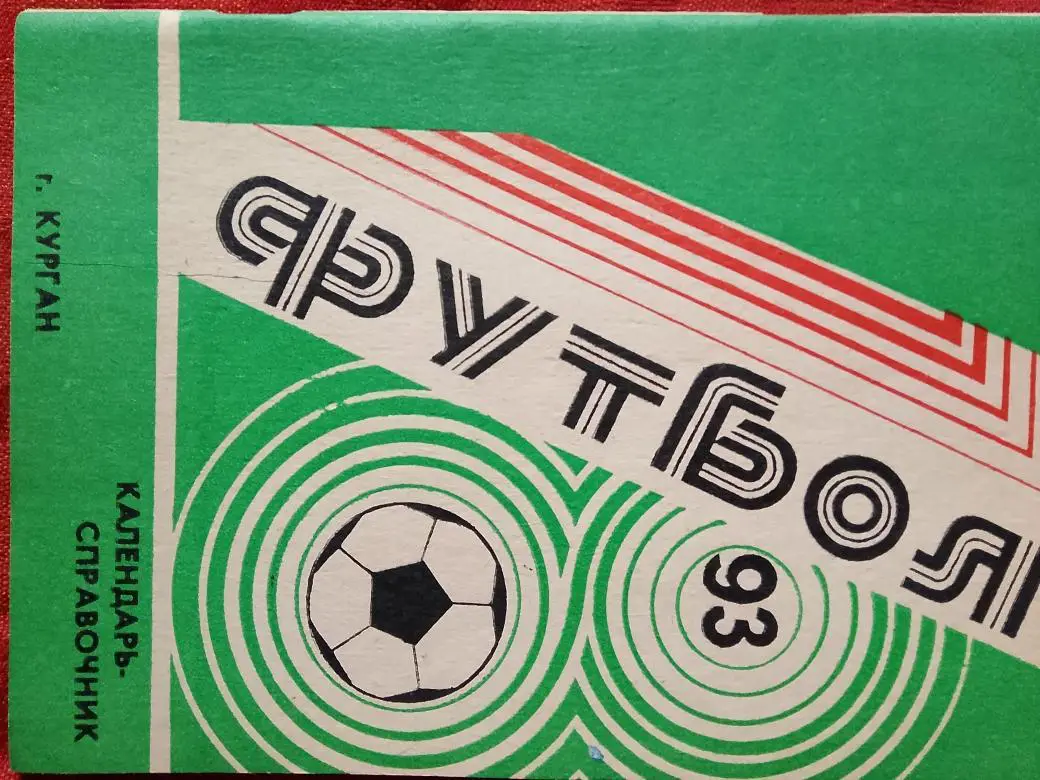 ФУТБОЛ
93
г. КУРГАН
КАЛЕНДАРЬ-
СПРАВОЧНИК